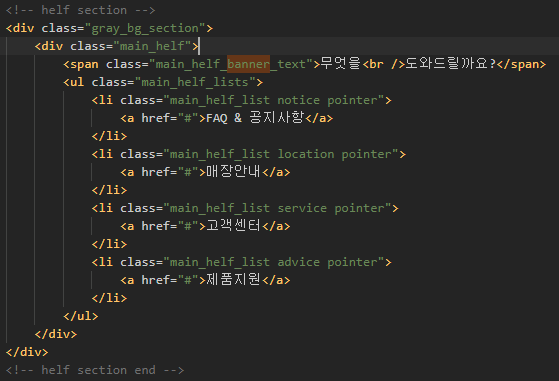 <!-- helf section -->
<div class="gray_bg_section">
<div class="main_helf">
<span class="main_helf_banner_text">무엇을<br />도와드릴까요?</span>
<ul class="main_helf_lists">
<li class="main_helf_list notice pointer">
<a href="#">FAQ & 공지사항</a>
</li>
<li class="main_helf_list location pointer">
<a href="#">매장안내</a>
</li>
<li class="main_helf_list service pointer">
<a href="#">고객센터</a>
</li>
<li class="main_helf_list advice pointer">
<a href="#">제품지원</a>
</li>
</ul>
</div>
</div>
<!-- helf section end -->